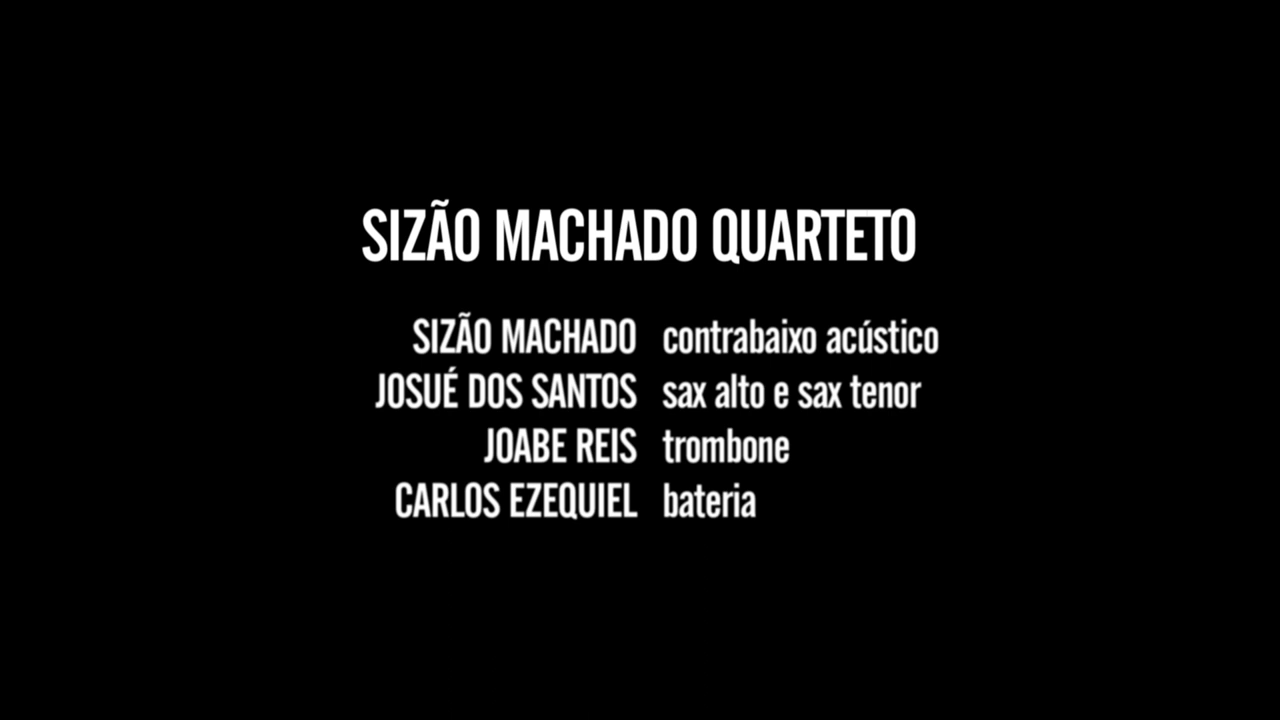 SIZÃO MACHADO QUARTETO
SIZÃO MACHADO contrabaixo acústico
JOSUÉ DOS SANTOS sax alto e sax tenor
JOABE REIS trombone
CARLOS EZEQUIEL bateria